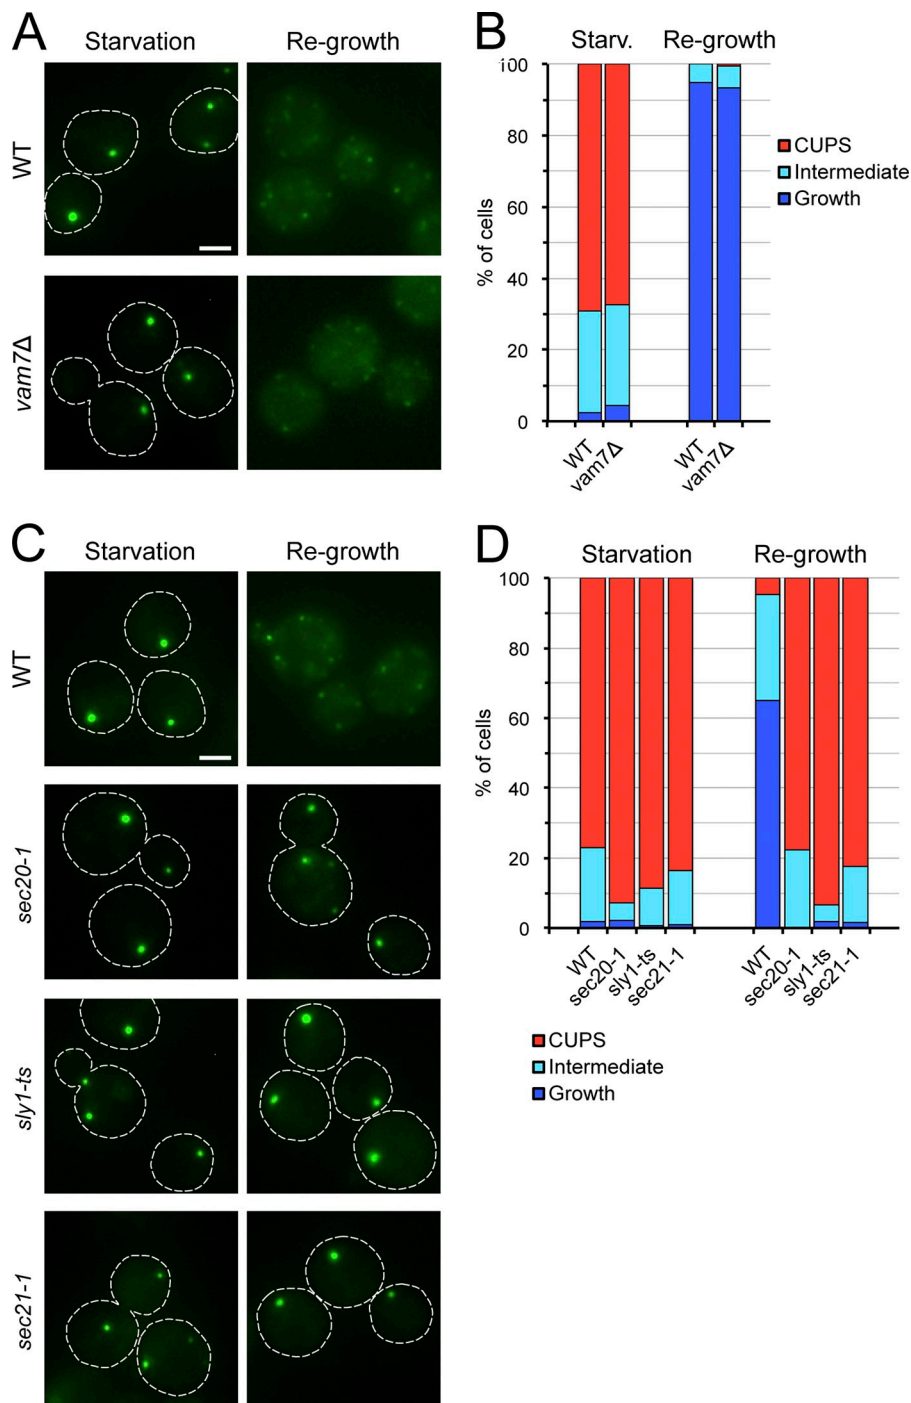 A
Starvation
Re-growth
WT
vam7Δ
B
Starv.
Re-growth
100
80
60
40
20
0
% of cells
WT
vam7Δ
WT
vam7Δ
CUPS
Intermediate
Growth
C
Starvation
Re-growth
WT
sec20-1
sly1-ts
sec21-1
D
Starvation
Re-growth
100
80
60
40
20
0
% of cells
WT
sec20-1
sly1-ts
sec21-1
WT
sec20-1
sly1-ts
sec21-1
CUPS
Intermediate
Growth